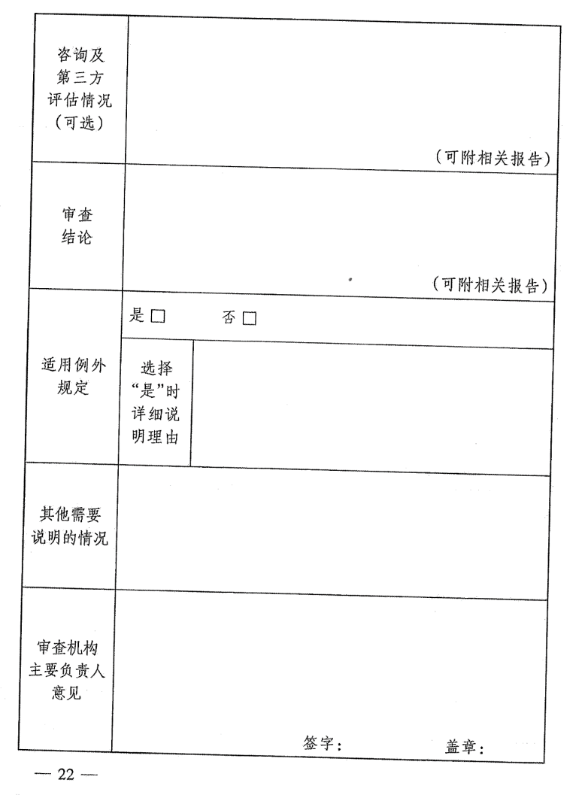 咨询及
第三方
评估情况
（可选）
（可附相关报告）
审查
结论
（可附相关报告）
是□ 否□
适用例外
规定
选择
“是”时
详细说
明理由
其他需要
说明的情况
审查机构
主要负责人
意见
签字： 盖章：
— 22 —